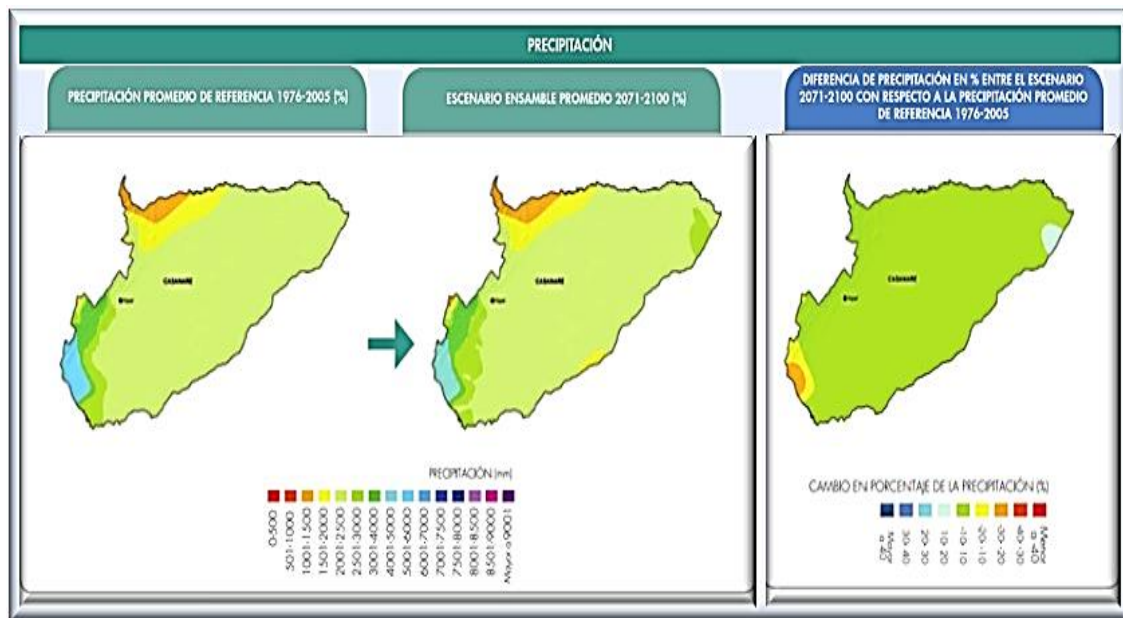 PRECIPITACIÓN
PRECIPITACIÓN PROMEDIO DE REFERENCIA 1976-2005 (%)
ESCENARIO ENSAMBLE PROMEDIO 2071-2100 (%)
DIFERENCIA DE PRECIPITACIÓN EN % ENTRE EL ESCENARIO
2071-2100 CON RESPECTO A LA PRECIPITACIÓN PROMEDIO
DE REFERENCIA 1976-2005
CASANARE
Yopal
CASANARE
Yopal
CASANARE
Yopal
PRECIPITACIÓN (mm)
0-500
501-1000
1001-1500
1501-2000
2001-2500
2501-3000
3001-4000
4001-5000
5001-6000
6001-7000
7001-7500
7501-8000
8001-8500
8501-9000
Mayor a 9001
CAMBIO EN PORCENTAJE DE LA PRECIPITACIÓN (%)
Mayor
a 40
30 - 40
20 - 30
10 - 20
-10 - 10
-20 - -10
-30 - -20
-40 - -30
Menor
a -40